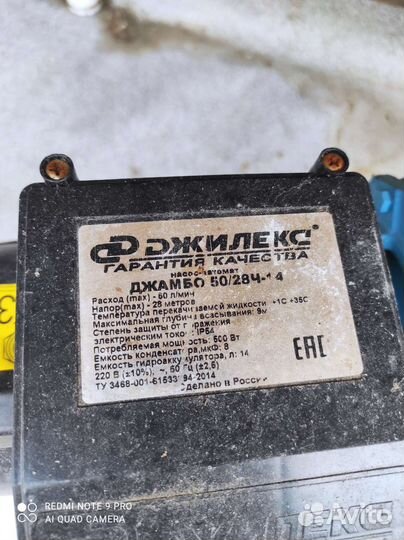 ДЖИЛЕКС®
ГАРАНТИЯ КАЧЕСТВА
насос-автомат
ДЖАМБО 50/28Ч-14
Расход (max) - 50 л/мин
Напор(max) - 28 метров
Температура перекачиваемой жидкости +1С +35С
Максимальная глубина всасывания: 9м
Степень защиты от поражения
электрическим током: IP54
Потребляемая мощность: 500 Вт
Емкость конденсатора,мкФ: 8
Емкость гидроаккумулятора, л: 14
220 В (±10%), ~, 50 Гц (±2,5)
ТУ 3468-001-61533394-2014
Сделано в России
EAC
REDMI NOTE 9 PRO
AI QUAD CAMERA
Avito